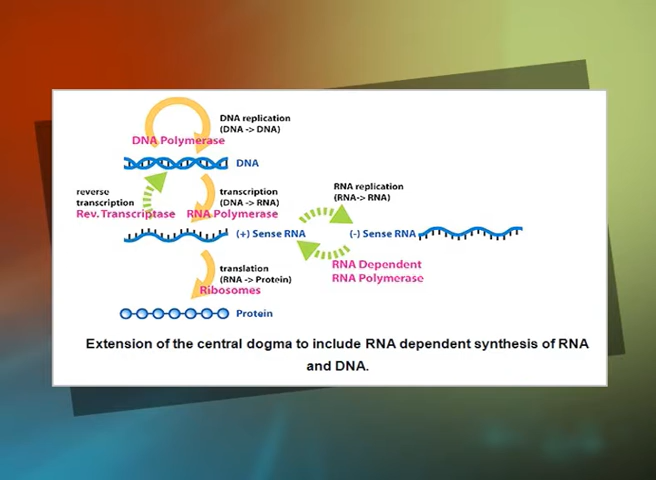 DNA replication
(DNA -> DNA)
DNA Polymerase
DNA
reverse
transcription
Rev. Transcriptase
transcription
(DNA -> RNA)
RNA Polymerase
RNA replication
(RNA-> RNA)
(+) Sense RNA
(-) Sense RNA
RNA Dependent
RNA Polymerase
translation
(RNA -> Protein)
Ribosomes
Protein
Extension of the central dogma to include RNA dependent synthesis of RNA
and DNA.